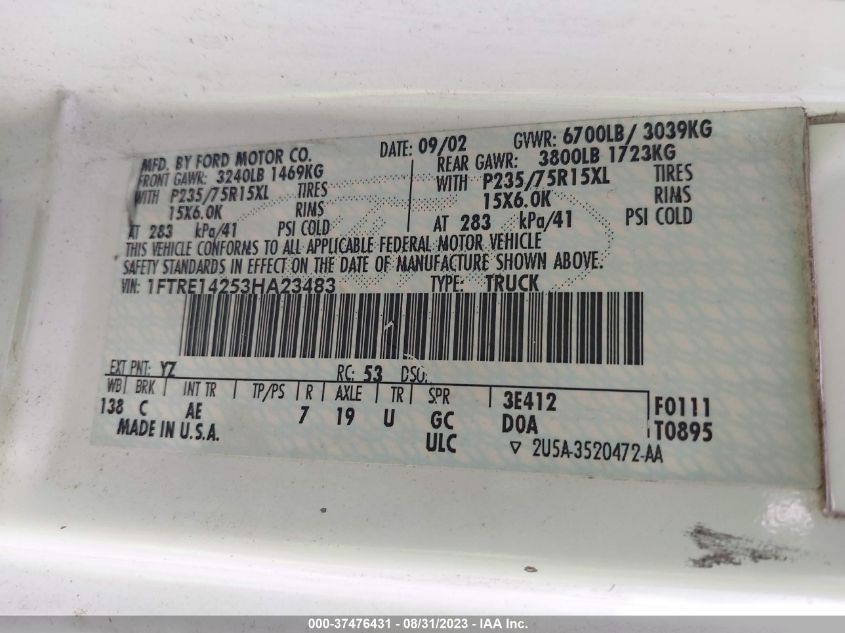 MFD. BY FORD MOTOR CO. DATE: 09/02 GVWR: 6700LB/ 3039KG
FRONT GAWR: 3240LB 1469KG REAR GAWR: 3800LB 1723KG
WITH P235/75R15XL TIRES WITH P235/75R15XL TIRES
15X6.0K RIMS 15X6.0K RIMS
AT 283 kPa/41 PSI COLD AT 283 kPa/41 PSI COLD
THIS VEHICLE CONFORMS TO ALL APPLICABLE FEDERAL MOTOR VEHICLE
SAFETY STANDARDS IN EFFECT ON THE DATE OF MANUFACTURE SHOWN ABOVE.
VIN: 1FTRE14253HA23483 TYPE: TRUCK
EXT PNT: YZ RC: 53 DSO:
WB BRK INT TR TP/PS R AXLE TR SPR 3E412 F0111
138 C AE 7 19 U GC DOA T0895
MADE IN U.S.A. ULC ▽ 2U5A-3520472-AA
000-37476431 - 08/31/2023 - IAA Inc.